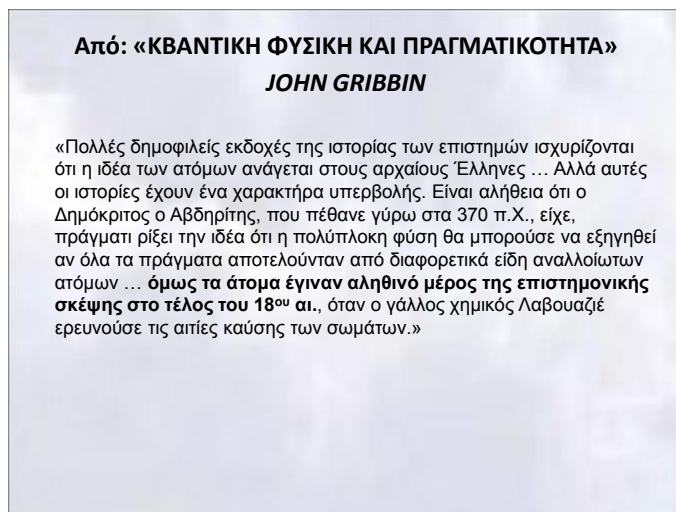 Από: «ΚΒΑΝΤΙΚΗ ΦΥΣΙΚΗ ΚΑΙ ΠΡΑΓΜΑΤΙΚΟΤΗΤΑ»
JOHN GRIBBIN
«Πολλές δημοφιλείς εκδοχές της ιστορίας των επιστημών ισχυρίζονται
ότι η ιδέα των ατόμων ανάγεται στους αρχαίους Έλληνες … Αλλά αυτές
οι ιστορίες έχουν ένα χαρακτήρα υπερβολής. Είναι αλήθεια ότι ο
Δημόκριτος ο Αβδηρίτης, που πέθανε γύρω στα 370 π.Χ., είχε,
πράγματι ρίξει την ιδέα ότι η πολύπλοκη φύση θα μπορούσε να εξηγηθεί
αν όλα τα πράγματα αποτελούνταν από διαφορετικά είδη αναλλοίωτων
ατόμων … όμως τα άτομα έγιναν αληθινό μέρος της επιστημονικής
σκέψης στο τέλος του 18ου αι., όταν ο γάλλος χημικός Λαβουαζιέ
ερευνούσε τις αιτίες καύσης των σωμάτων.»